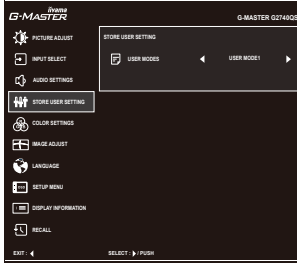 iiyama
G-MASTER
G-MASTER G2740QS
PICTURE ADJUST
INPUT SELECT
AUDIO SETTINGS
STORE USER SETTING
COLOR SETTINGS
IMAGE ADJUST
LANGUAGE
SETUP MENU
DISPLAY INFORMATION
RECALL
STORE USER SETTING
USER MODES
USER MODE1
EXIT :
SELECT : / PUSH